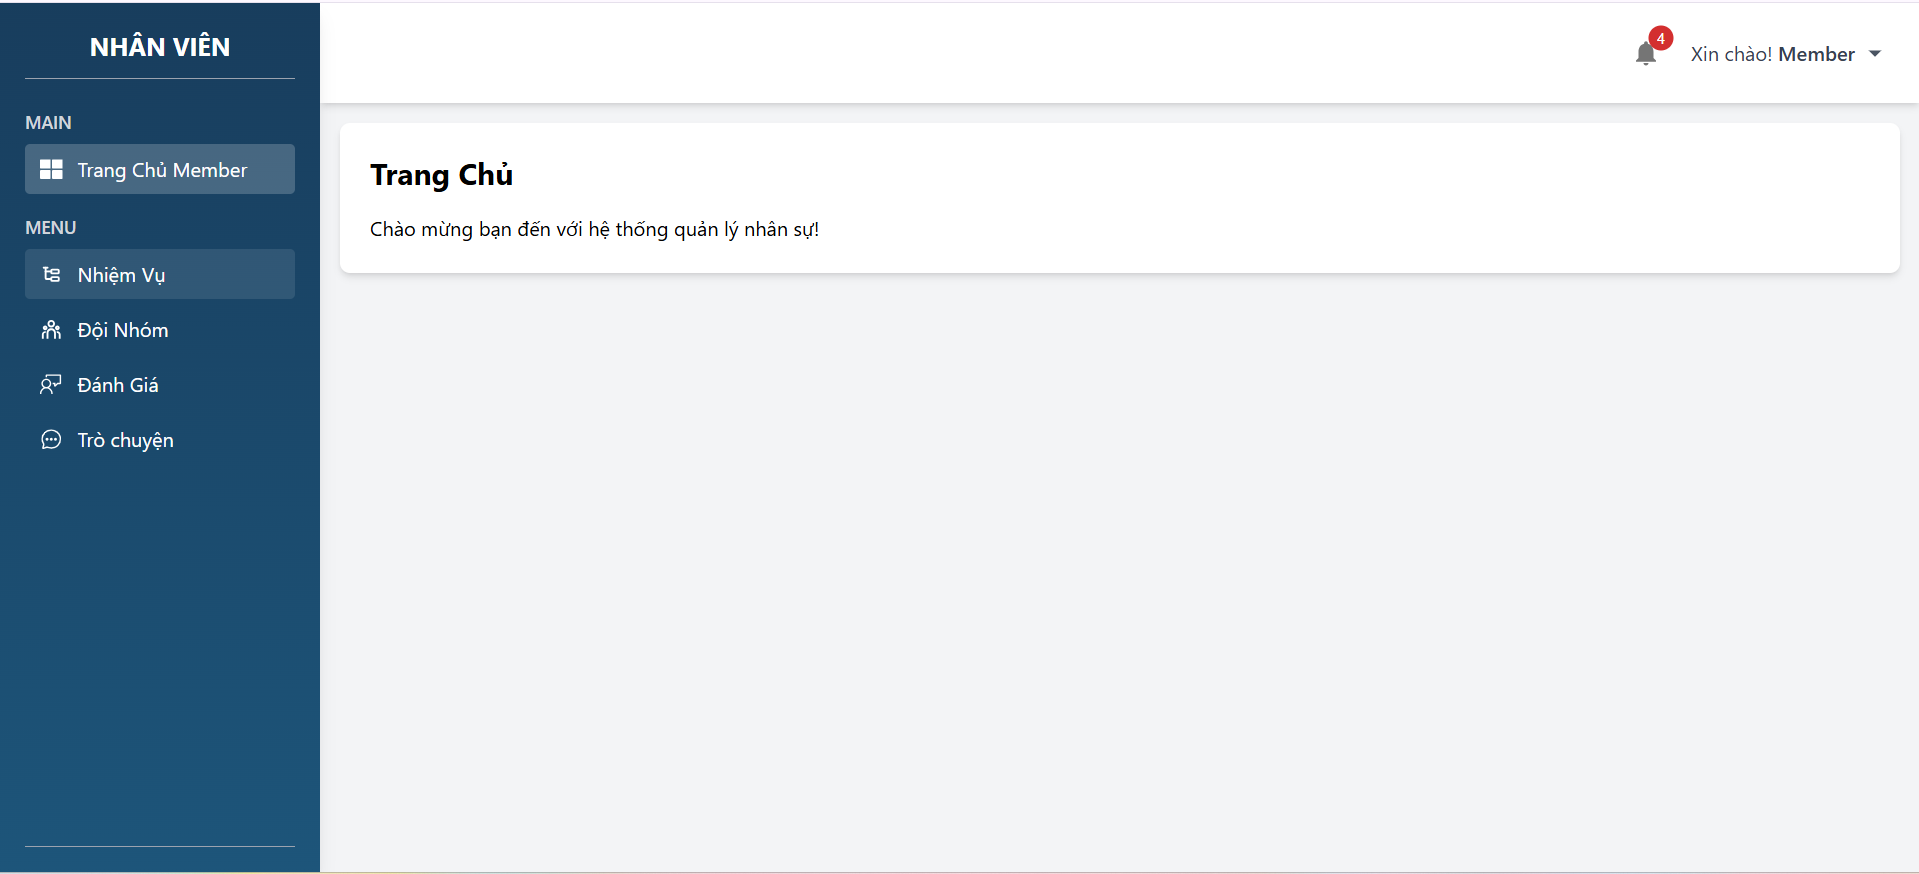 NHÂN VIÊN
MAIN
Trang Chủ Member
MENU
Nhiệm Vụ
Đội Nhóm
Đánh Giá
Trò chuyện
4
Xin chào! Member
Trang Chủ
Chào mừng bạn đến với hệ thống quản lý nhân sự!